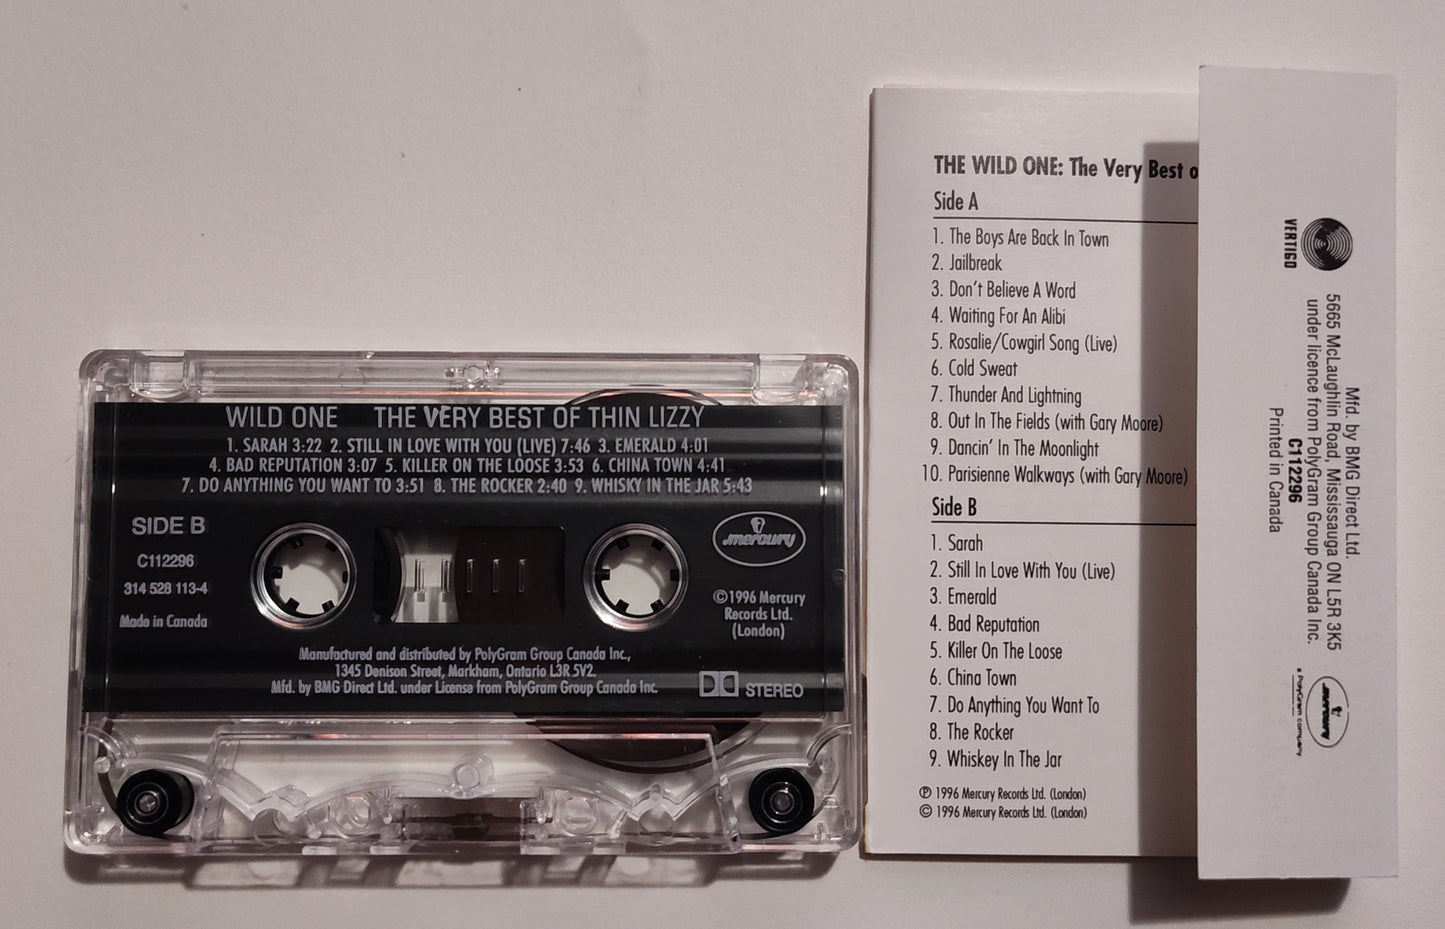 WILD ONE THE VERY BEST OF THIN LIZZY
1. SARAH 3:22 2. STILL IN LOVE WITH YOU (LIVE) 7:46 3. EMERALD 4:01
4. BAD REPUTATION 3:07 5. KILLER ON THE LOOSE 3:53 6. CHINA TOWN 4:41
7. DO ANYTHING YOU WANT TO 3:51 8. THE ROCKER 2:40 9. WHISKY IN THE JAR 5:43
SIDE B
C112296
314 528 113-4
Made in Canada
mercury
©1996 Mercury
Records Ltd.
(London)
Manufactured and distributed by PolyGram Group Canada Inc.,
1345 Denison Street, Markham, Ontario L3R 5V2.
Mfd. by BMG Direct Ltd. under License from PolyGram Group Canada Inc.
STEREO
THE WILD ONE: The Very Best o
Side A
1. The Boys Are Back In Town
2. Jailbreak
3. Don't Believe A Word
4. Waiting For An Alibi
5. Rosalie/Cowgirl Song (Live)
6. Cold Sweat
7. Thunder And Lightning
8. Out In The Fields (with Gary Moore)
9. Dancin' In The Moonlight
10. Parisienne Walkways (with Gary Moore)
Side B
1. Sarah
2. Still In Love With You (Live)
3. Emerald
4. Bad Reputation
5. Killer On The Loose
6. China Town
7. Do Anything You Want To
8. The Rocker
9. Whiskey In The Jar
℗ 1996 Mercury Records Ltd. (London)
© 1996 Mercury Records Ltd. (London)
VERTIGO
Mfd. by BMG Direct Ltd.
5665 McLaughlin Road, Mississauga ON L5R 3K5
under licence from PolyGram Group Canada Inc.
C112296
Printed in Canada
mercury
a PolyGram company